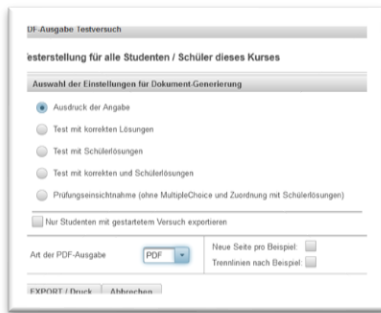 DF-Ausgabe Testversuch
esterstellung für alle Studenten / Schüler dieses Kurses
Auswahl der Einstellungen für Dokument-Generierung
Ausdruck der Angabe
Test mit korrekten Lösungen
Test mit Schülerlösungen
Test mit korrekten und Schülerlösungen
Prüfungseinsichtnahme (ohne MultipleChoice und Zuordnung mit Schülerlösungen)
Nur Studenten mit gestartetem Versuch exportieren
Art der PDF-Ausgabe PDF Neue Seite pro Beispiel:
Trennlinien nach Beispiel:
EXPORT / Druck Abbrechen